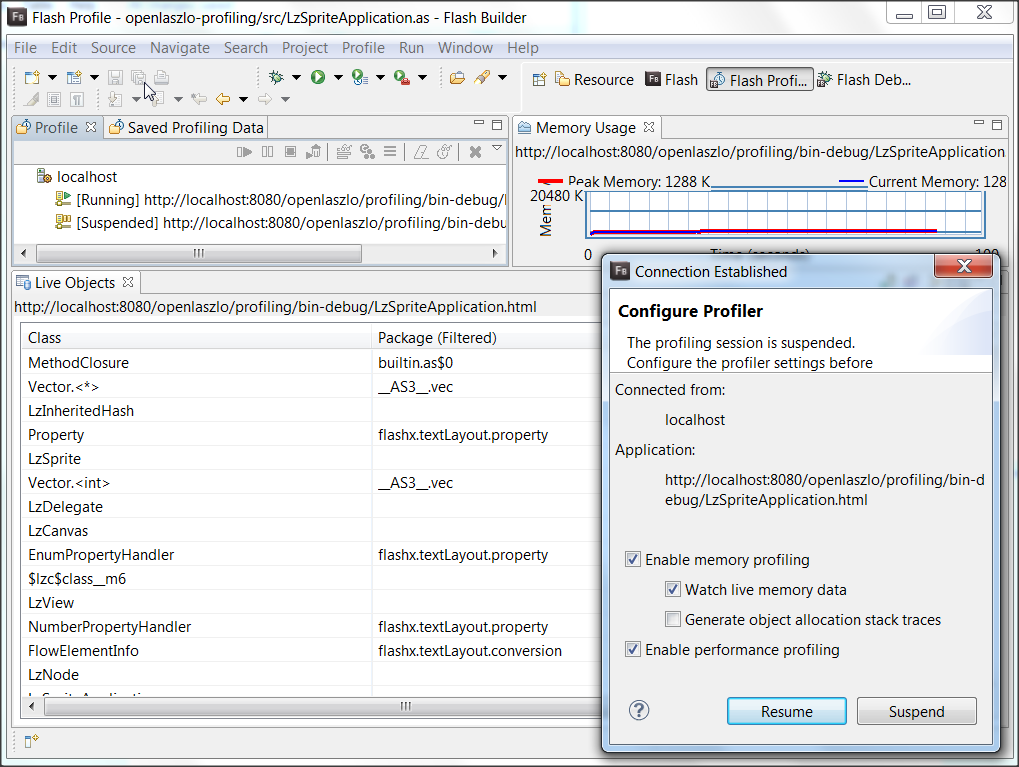 Flash Profile - openlaszlo-profiling/src/LzSpriteApplication.as - Flash Builder
File Edit Source Navigate Search Project Profile Run Window Help
Resource Flash Flash Profi... Flash Deb...
Profile Saved Profiling Data
localhost
[Running] http://localhost:8080/openlaszlo/profiling/bin-debug/
[Suspended] http://localhost:8080/openlaszlo/profiling/bin-debu
Memory Usage
http://localhost:8080/openlaszlo/profiling/bin-debug/LzSpriteApplication
Peak Memory: 1288 K Current Memory: 128
20480 K
Mem
0 Time (seconds) 100
Live Objects
http://localhost:8080/openlaszlo/profiling/bin-debug/LzSpriteApplication.html
Class Package (Filtered)
MethodClosure builtin.as$0
Vector.<*> __AS3__.vec
LzInheritedHash
Property flashx.textLayout.property
LzSprite
Vector.<int> __AS3__.vec
LzDelegate
LzCanvas
EnumPropertyHandler flashx.textLayout.property
$lzc$class__m6
LzView
NumberPropertyHandler flashx.textLayout.property
FlowElementInfo flashx.textLayout.conversion
LzNode
Connection Established
Configure Profiler
The profiling session is suspended.
Configure the profiler settings before
Connected from:
localhost
Application:
http://localhost:8080/openlaszlo/profiling/bin-d
ebug/LzSpriteApplication.html
Enable memory profiling
Watch live memory data
Generate object allocation stack traces
Enable performance profiling
Resume Suspend